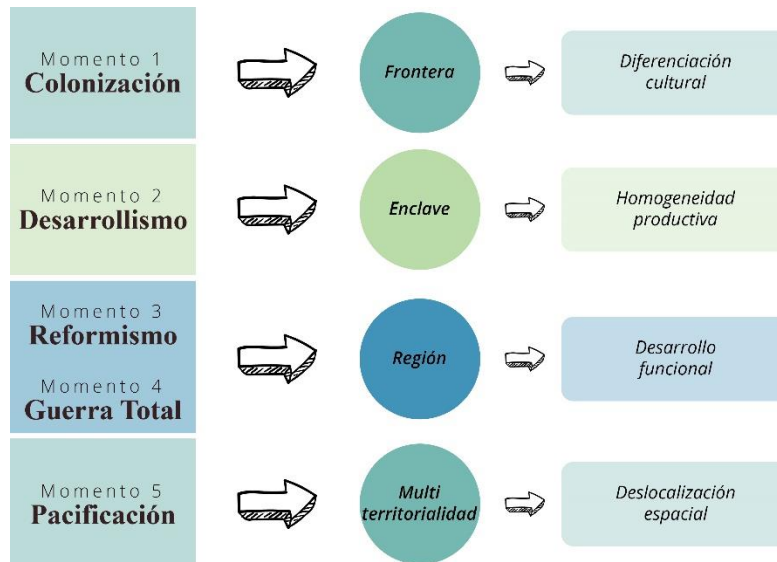 Momento 1
Colonización
Frontera
Diferenciación
cultural
Momento 2
Desarrollismo
Enclave
Homogeneidad
productiva
Momento 3
Reformismo
Momento 4
Guerra Total
Región
Desarrollo
funcional
Momento 5
Pacificación
Multi
territorialidad
Deslocalización
espacial